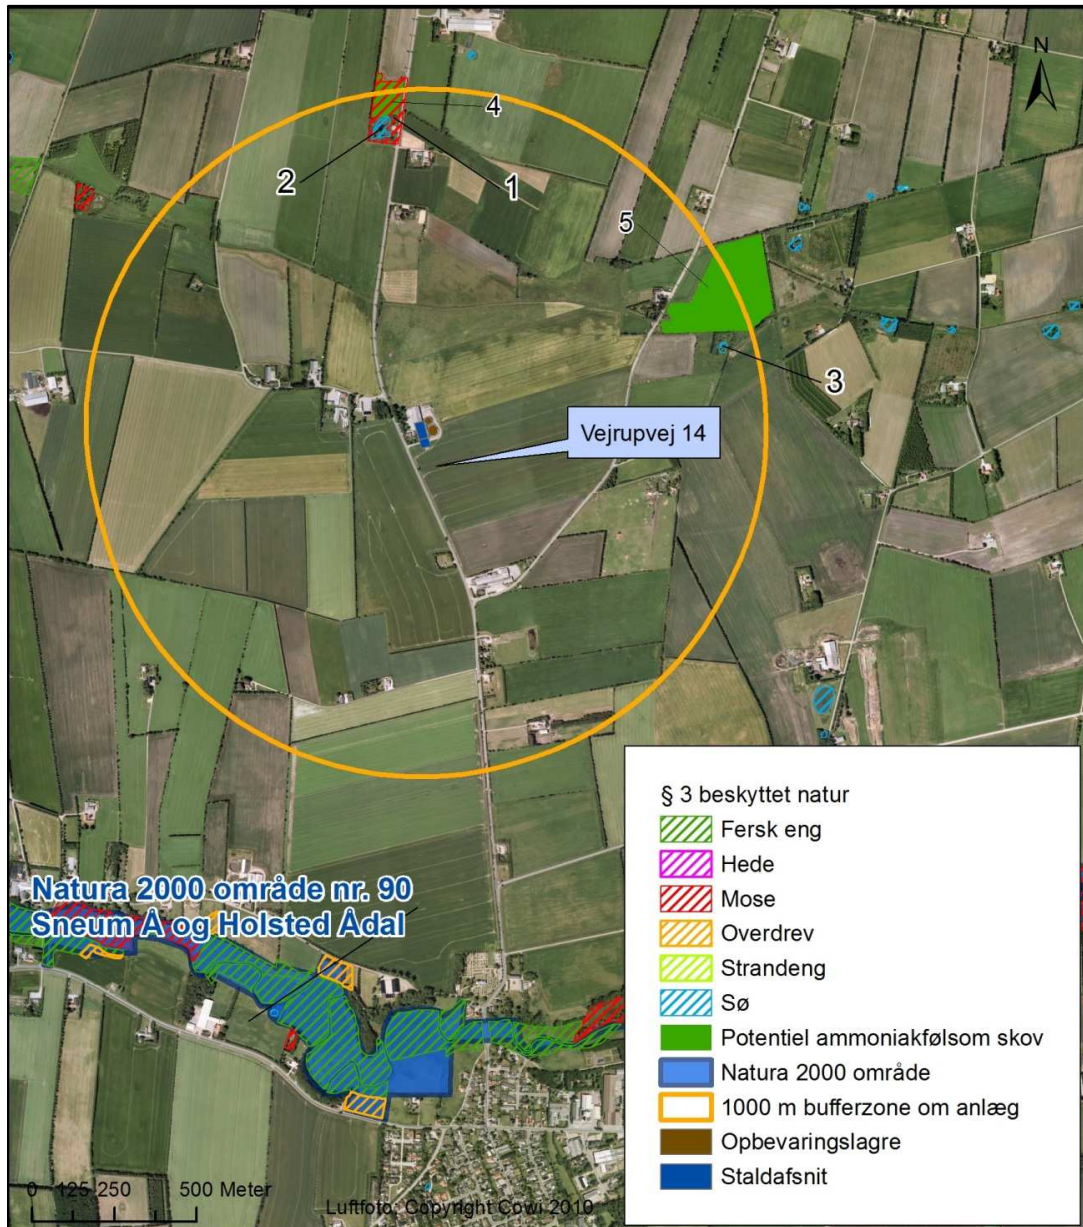 N
4
2
1
5
3
Vejrupvej 14
§ 3 beskyttet natur
Fersk eng
Hede
Mose
Overdrev
Strandeng
Sø
Potentiel ammoniakfølsom skov
Natura 2000 område
1000 m bufferzone om anlæg
Opbevaringslagre
Staldafsnit
Natura 2000 område nr. 90
Sneum Å og Holsted Ådal
0 125 250 500 Meter
Luftfoto, Copyright Cowi 2010